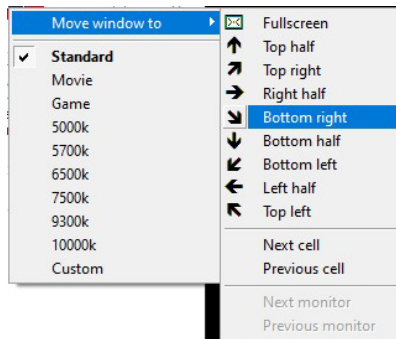 Move window to
Standard
Movie
Game
5000k
5700k
6500k
7500k
9300k
10000k
Custom
Fullscreen
Top half
Top right
Right half
Bottom right
Bottom half
Bottom left
Left half
Top left
Next cell
Previous cell
Next monitor
Previous monitor